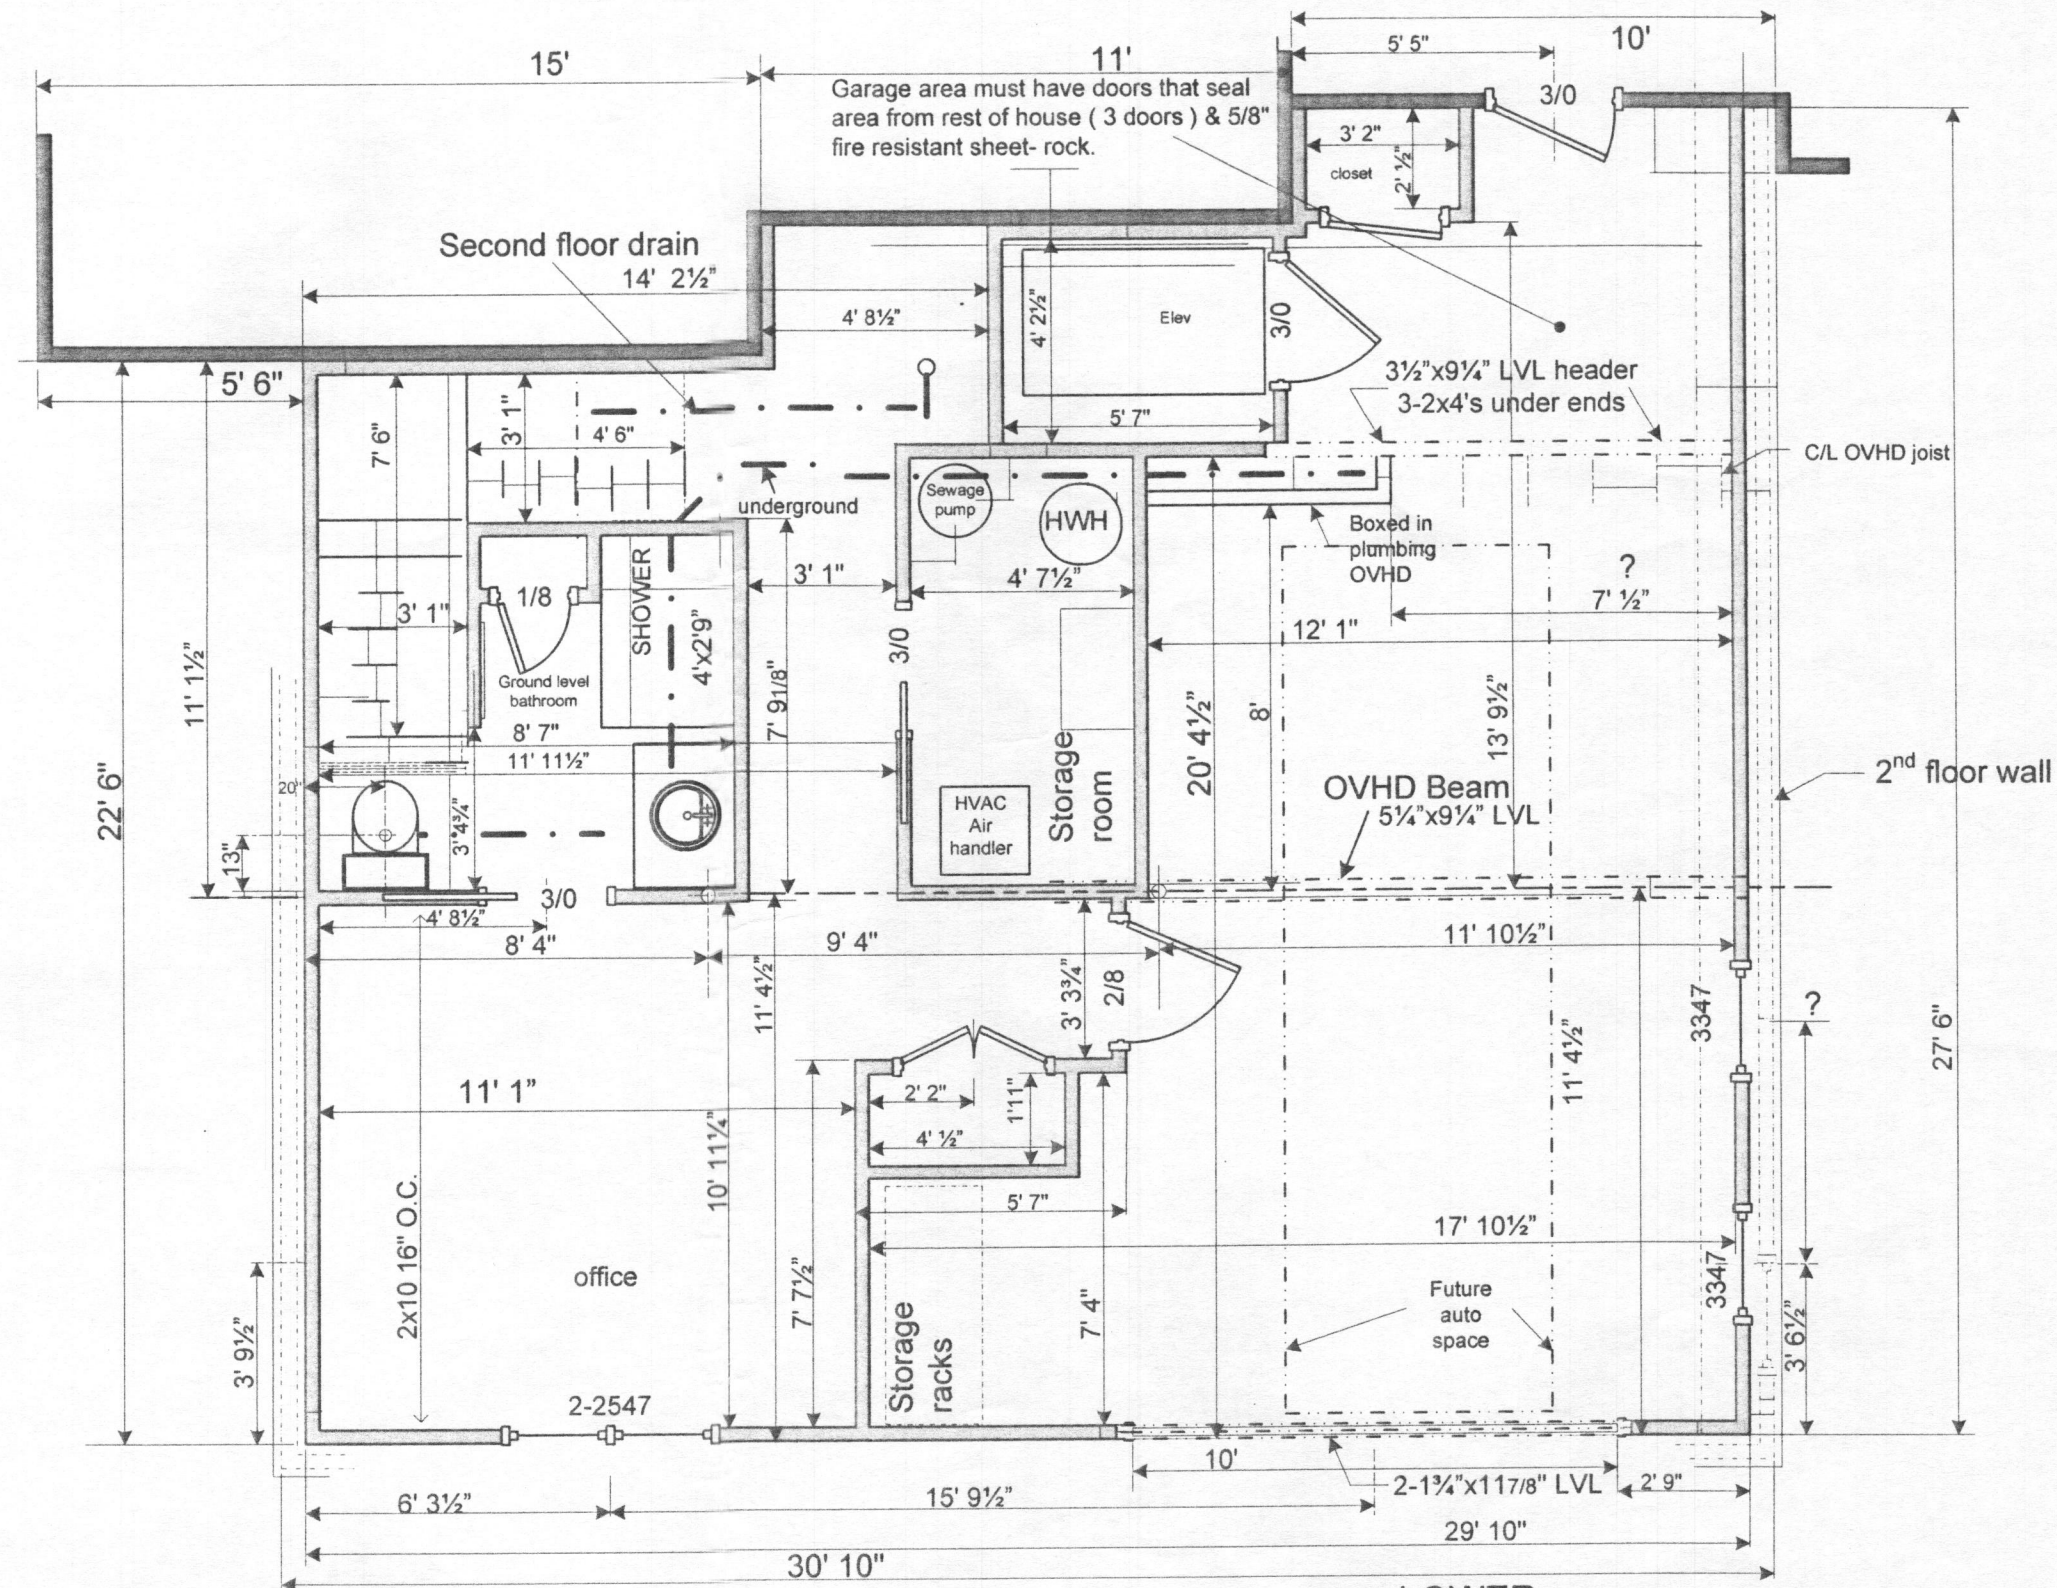 15'
11'
10'
5' 5"
Garage area must have doors that seal
area from rest of house ( 3 doors ) & 5/8"
fire resistant sheet- rock.
3/0
3' 2"
2' ½"
closet
Second floor drain
14' 2½"
4' 8½"
4' 2½"
Elev
3/0
5' 7"
3½"x9¼" LVL header
3-2x4's under ends
C/L OVHD joist
5' 6"
7' 6"
3' 1"
4' 6"
underground
Sewage
pump
HWH
Boxed in
plumbing
OVHD
?
7' ½"
12' 1"
3' 1"
4' 7½"
1/8
SHOWER
4'x2'9"
3' 1"
3/0
Ground level
bathroom
8' 7"
11' 11½"
7' 91/8"
11' 1½"
22' 6"
20"
13"
3' 4¾"
HVAC
Air
handler
Storage
room
20' 4½"
8'
13' 9½"
OVHD Beam
5¼"x9¼" LVL
2nd floor wall
3/0
4' 8½"
8' 4"
9' 4"
11' 10½"
11' 4½"
3' 3¾"
2/8
3347
?
27' 6"
11' 4½"
11' 1"
10' 11¼"
2' 2"
1'11"
4' ½"
5' 7"
17' 10½"
2x10 16" O.C.
office
7' 7½"
7' 4"
Storage
racks
Future
auto
space
3347
3' 6½"
3' 9½"
2-2547
10'
2-1¾"x117/8" LVL
2' 9"
6' 3½"
15' 9½"
29' 10"
30' 10"
LOWER